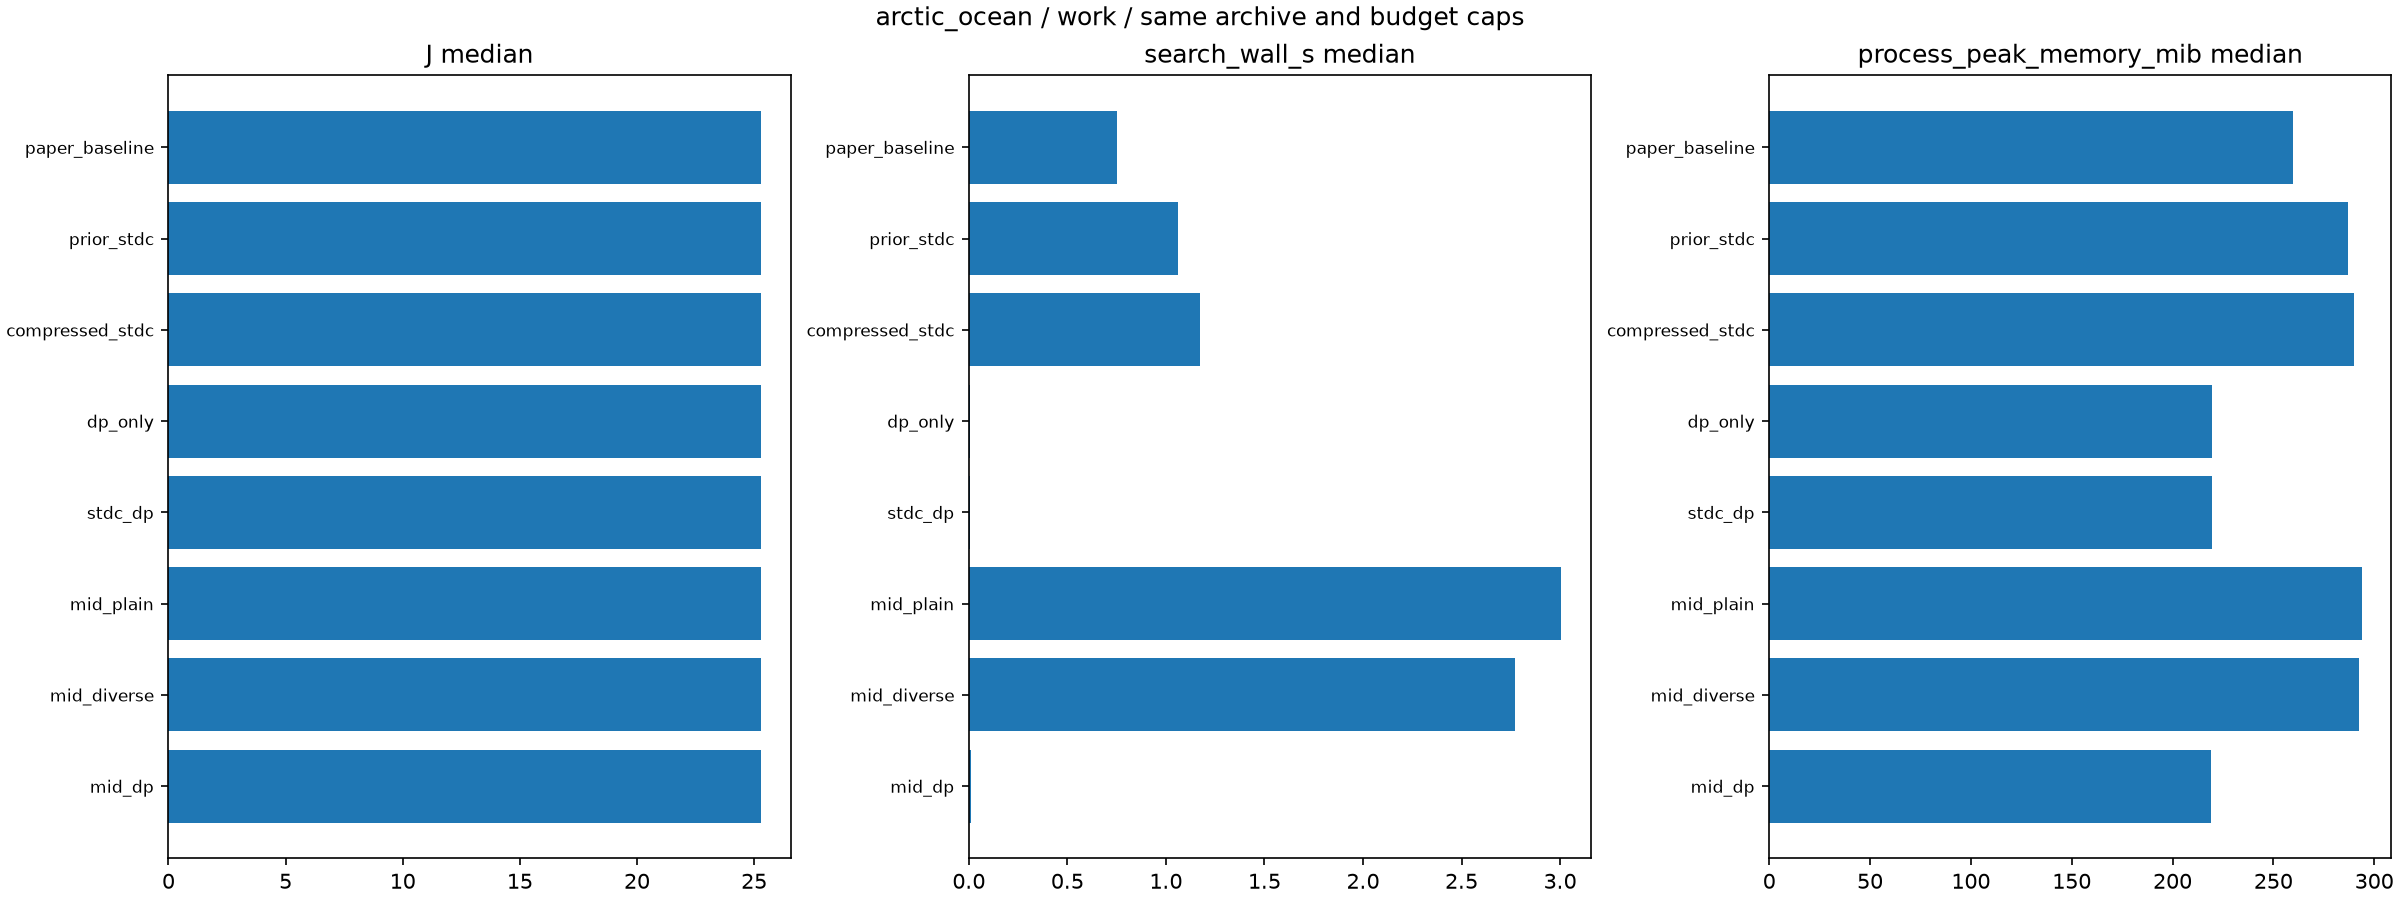 arctic_ocean / work / same archive and budget caps
J median
paper_baseline
prior_stdc
compressed_stdc
dp_only
stdc_dp
mid_plain
mid_diverse
mid_dp
0 5 10 15 20 25
search_wall_s median
paper_baseline
prior_stdc
compressed_stdc
dp_only
stdc_dp
mid_plain
mid_diverse
mid_dp
0.0 0.5 1.0 1.5 2.0 2.5 3.0
process_peak_memory_mib median
paper_baseline
prior_stdc
compressed_stdc
dp_only
stdc_dp
mid_plain
mid_diverse
mid_dp
0 50 100 150 200 250 300